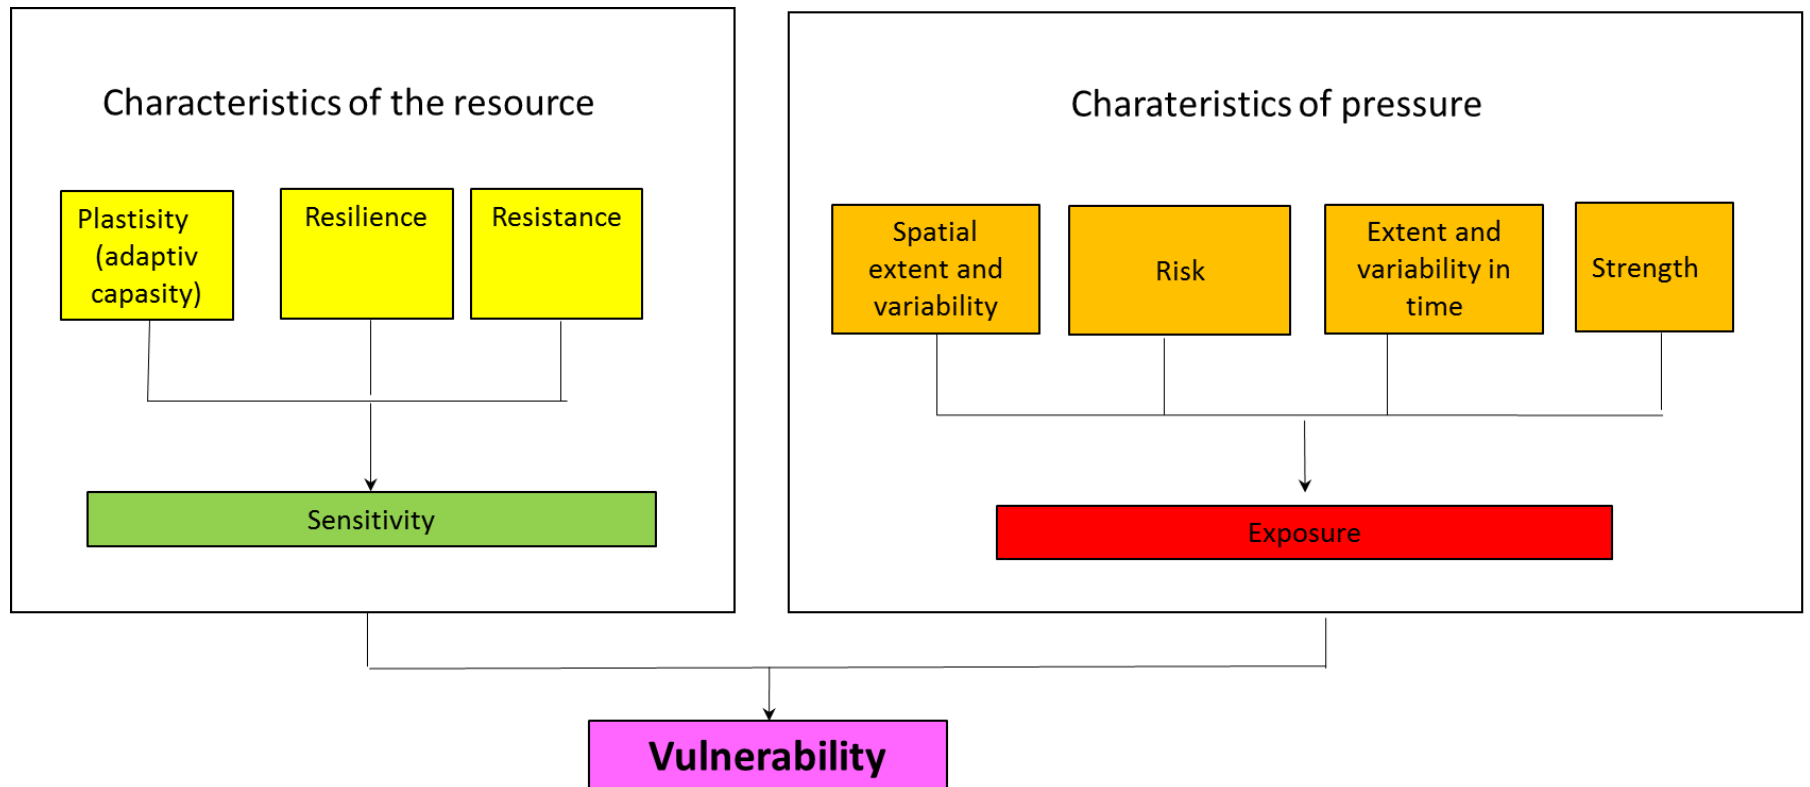 Characteristics of the resource
Plastisity
(adaptiv
capasity)
Resilience
Resistance
Sensitivity
Charateristics of pressure
Spatial
extent and
variability
Risk
Extent and
variability in
time
Strength
Exposure
Vulnerability